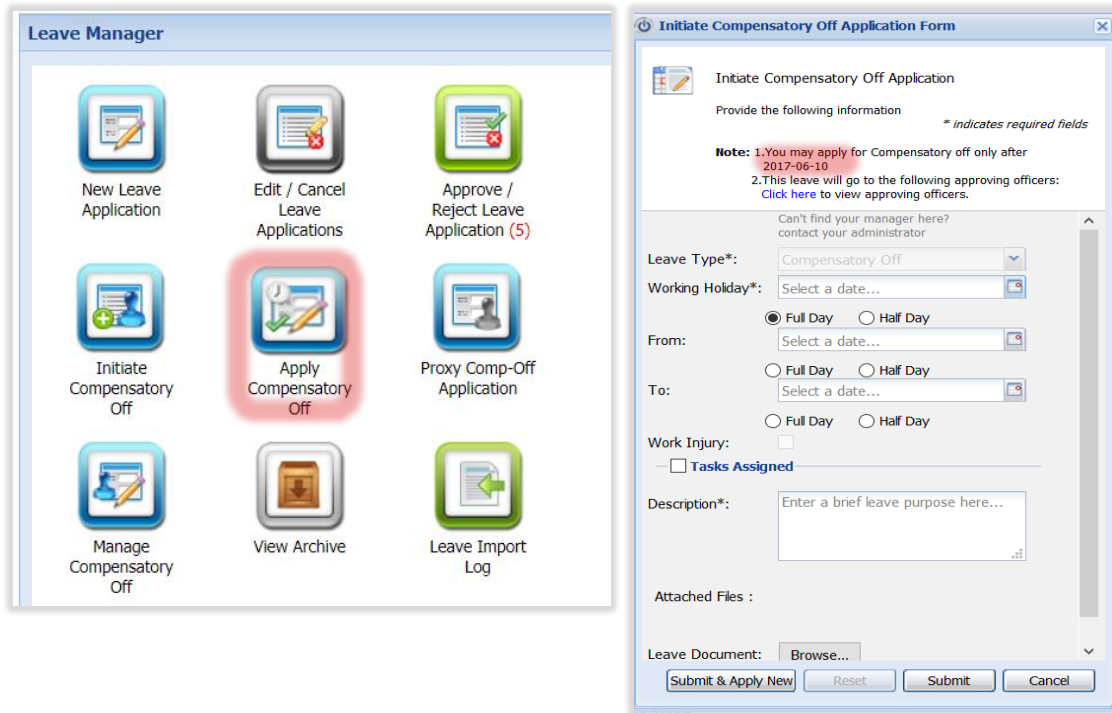 Leave Manager
New Leave
Application
Edit / Cancel
Leave
Applications
Approve /
Reject Leave
Application (5)
Initiate
Compensatory
Off
Apply
Compensatory
Off
Proxy Comp-Off
Application
Manage
Compensatory
Off
View Archive
Leave Import
Log
Initiate Compensatory Off Application Form
Initiate Compensatory Off Application
Provide the following information
* indicates required fields
Note: 1.You may apply for Compensatory off only after
2017-06-10
2.This leave will go to the following approving officers:
Click here to view approving officers.
Can't find your manager here?
contact your administrator
Leave Type*: Compensatory Off
Working Holiday*: Select a date...
Full Day Half Day
From: Select a date...
Full Day Half Day
To: Select a date...
Full Day Half Day
Work Injury:
Tasks Assigned
Description*: Enter a brief leave purpose here...
Attached Files :
Leave Document: Browse...
Submit & Apply New Reset Submit Cancel